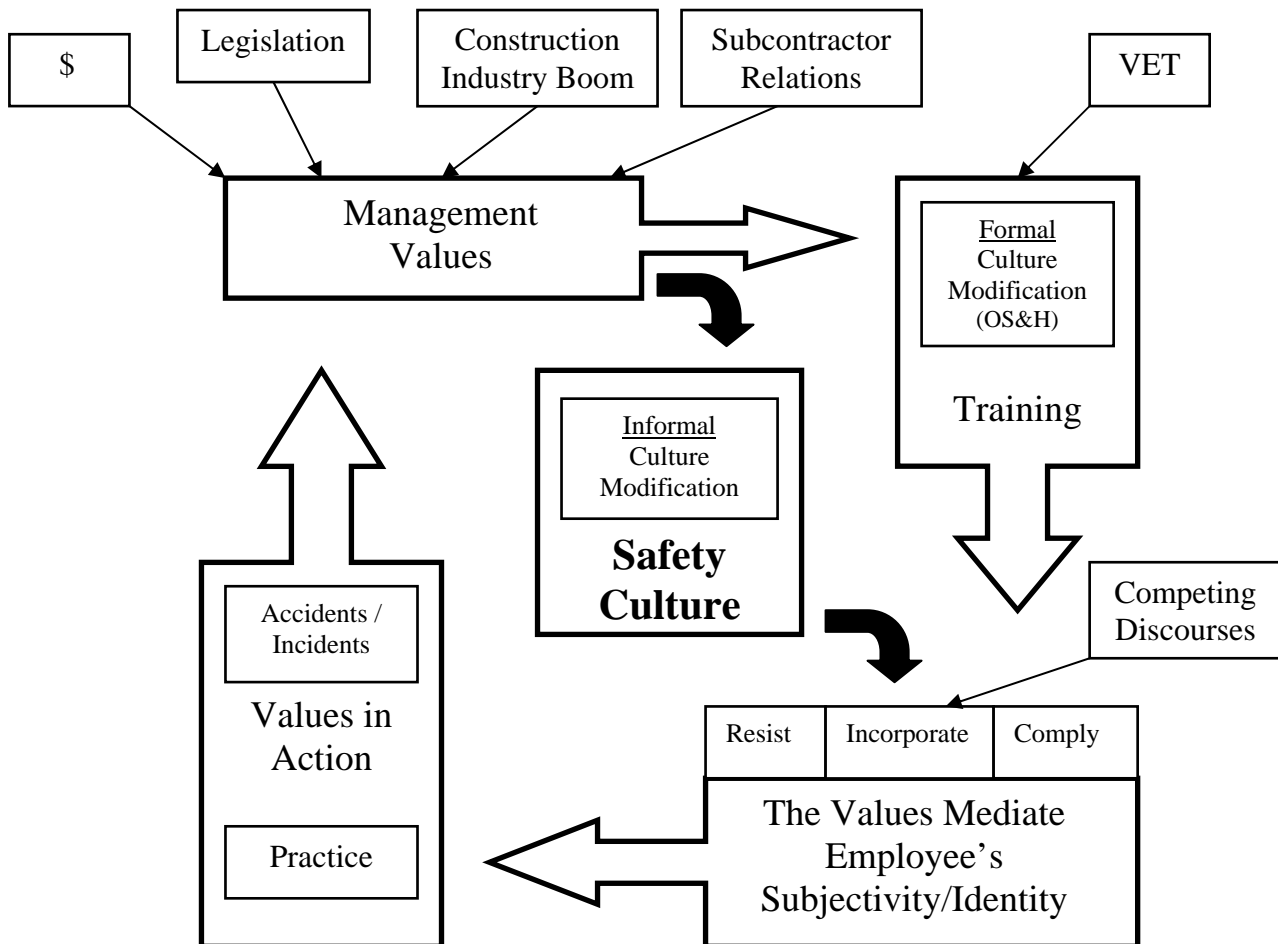 $
Legislation
Construction
Industry Boom
Subcontractor
Relations
VET
Management
Values
Formal
Culture
Modification
(OS&H)
Training
Informal
Culture
Modification
Safety
Culture
Accidents /
Incidents
Values in
Action
Practice
Competing
Discourses
Resist
Incorporate
Comply
The Values Mediate
Employee’s
Subjectivity/Identity